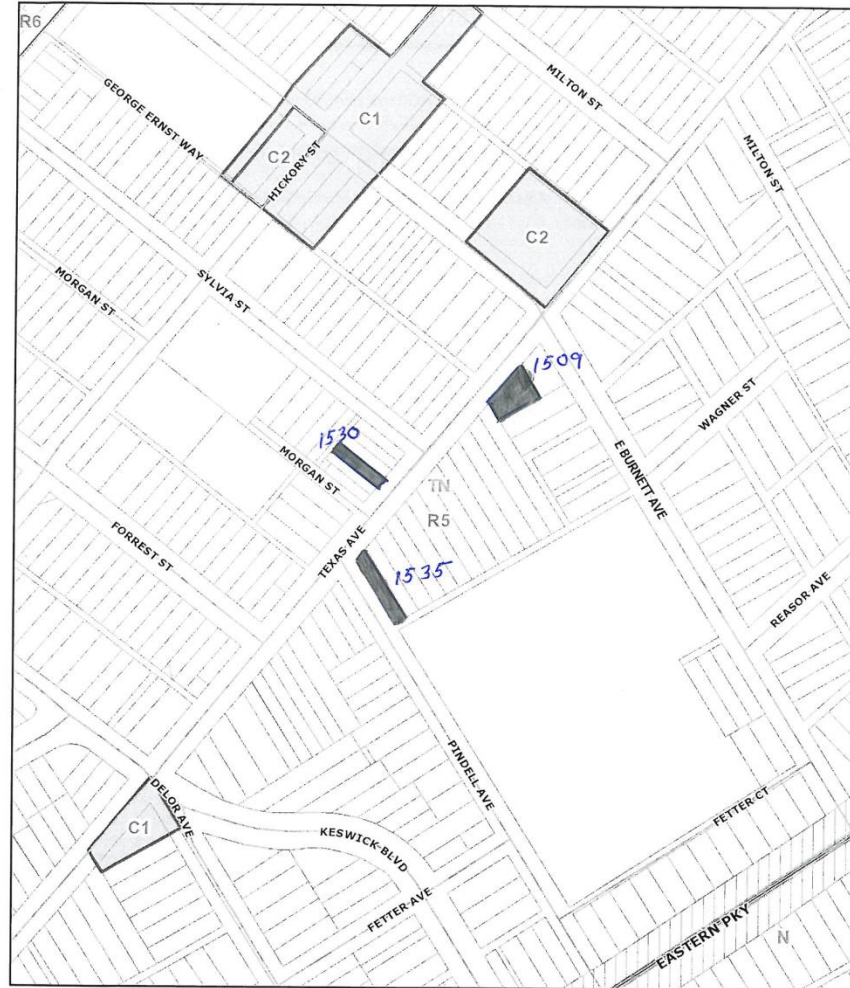 R6
MILTON ST
GEORGE ERNST WAY
C1
C2
HICKORY ST
MILTON ST
C2
SYLVIA ST
MORGAN ST
1509
WAGNER ST
1530
MORGAN ST
E BURNETT AVE
TN
R5
FORREST ST
TEXAS AVE
1535
REASOR AVE
PINDELL AVE
DELOR AVE
C1
KESWICK BLVD
FETTER CT
FETTER AVE
EASTERN PKY
N